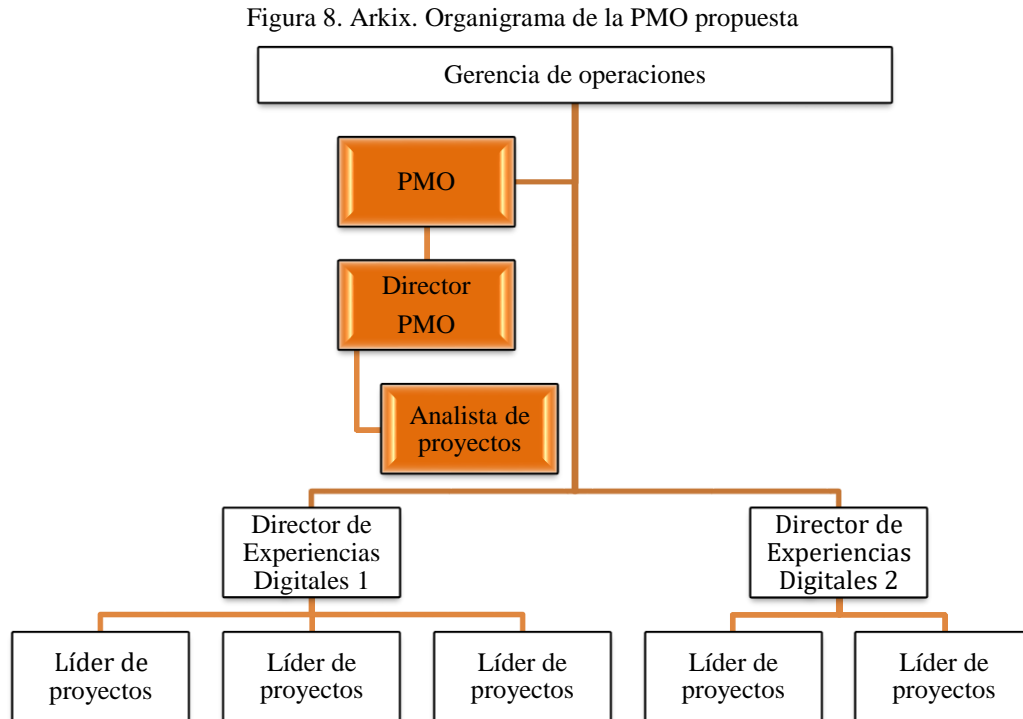 Figura 8. Arkix. Organigrama de la PMO propuesta
Gerencia de operaciones
PMO
Director
PMO
Analista de
proyectos
Director de
Experiencias
Digitales 1
Director de
Experiencias
Digitales 2
Líder de
proyectos
Líder de
proyectos
Líder de
proyectos
Líder de
proyectos
Líder de
proyectos